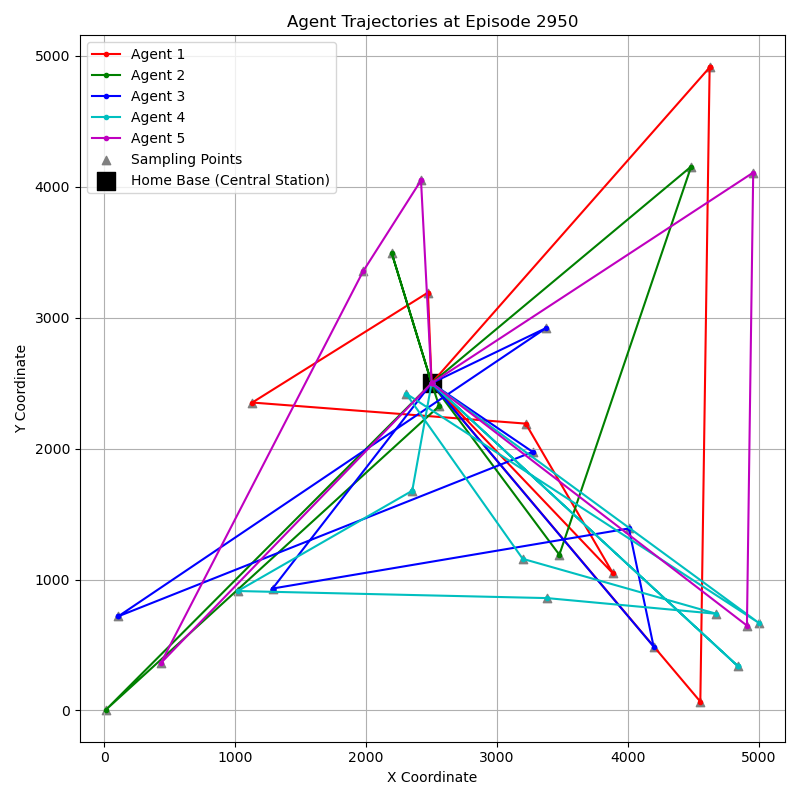 Agent Trajectories at Episode 2950
Agent 1
Agent 2
Agent 3
Agent 4
Agent 5
Sampling Points
Home Base (Central Station)
Y Coordinate
5000
4000
3000
2000
1000
0
0 1000 2000 3000 4000 5000
X Coordinate